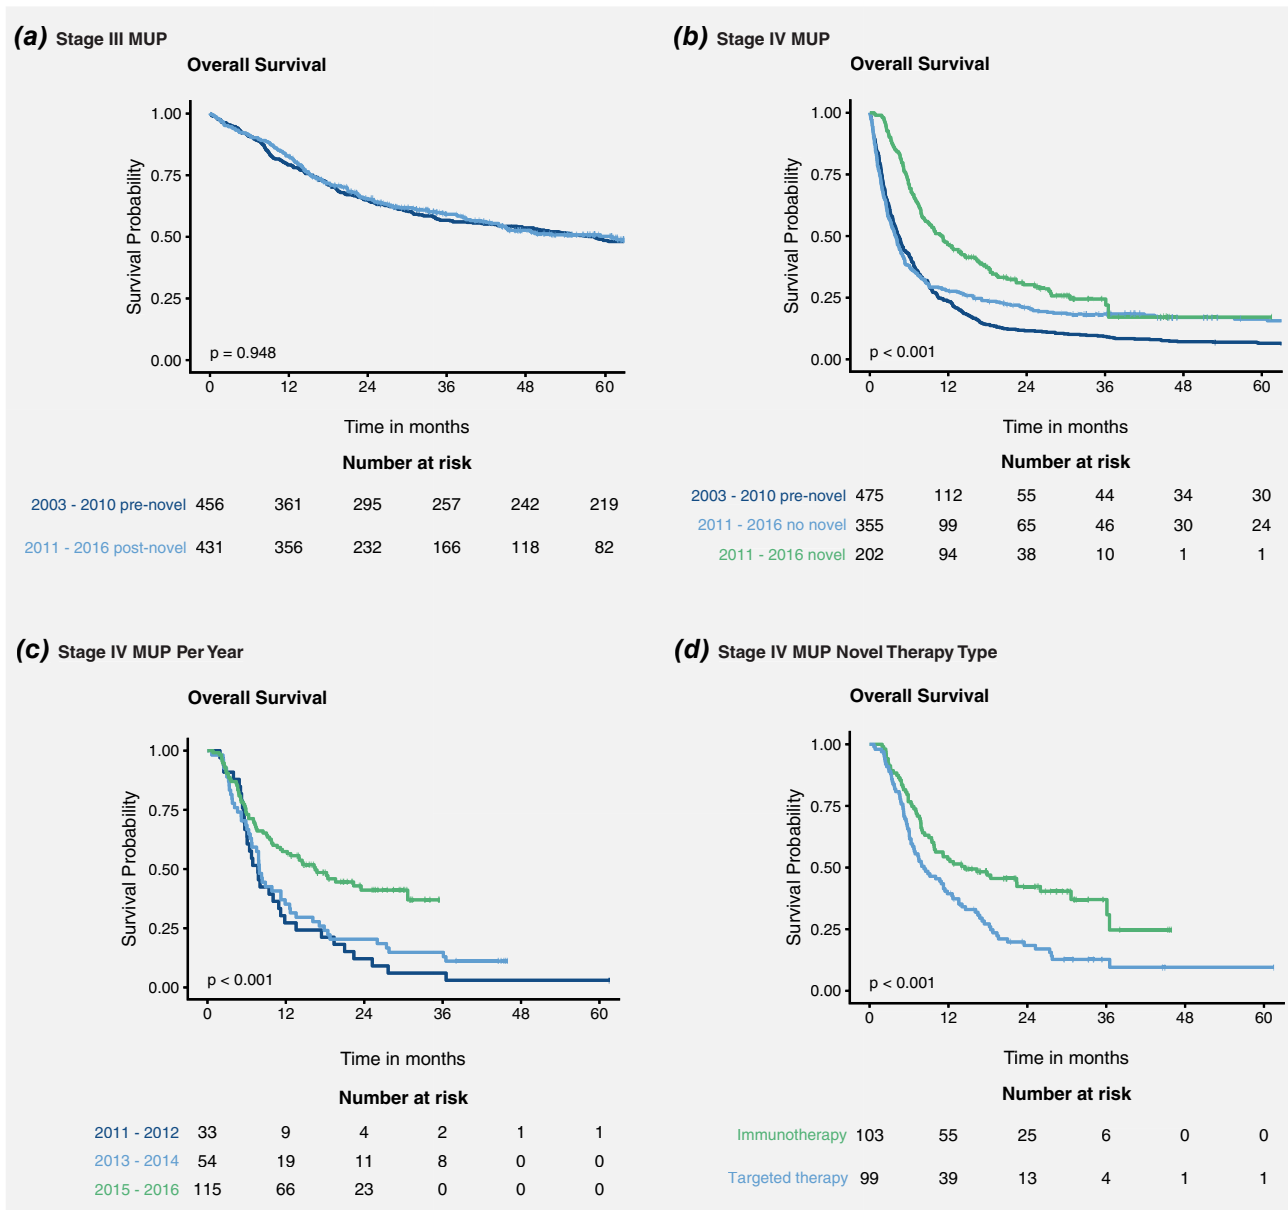 (a) Stage III MUP
Overall Survival
Survival Probability
1.00
0.75
0.50
0.25
0.00
p = 0.948
0 12 24 36 48 60
Time in months
Number at risk
2003 - 2010 pre-novel 456 361 295 257 242 219
2011 - 2016 post-novel 431 356 232 166 118 82
(b) Stage IV MUP
Overall Survival
Survival Probability
1.00
0.75
0.50
0.25
0.00
p < 0.001
0 12 24 36 48 60
Time in months
Number at risk
2003 - 2010 pre-novel 475 112 55 44 34 30
2011 - 2016 no novel 355 99 65 46 30 24
2011 - 2016 novel 202 94 38 10 1 1
(c) Stage IV MUP Per Year
Overall Survival
Survival Probability
1.00
0.75
0.50
0.25
0.00
p < 0.001
0 12 24 36 48 60
Time in months
Number at risk
2011 - 2012 33 9 4 2 1 1
2013 - 2014 54 19 11 8 0 0
2015 - 2016 115 66 23 0 0 0
(d) Stage IV MUP Novel Therapy Type
Overall Survival
Survival Probability
1.00
0.75
0.50
0.25
0.00
p < 0.001
0 12 24 36 48 60
Time in months
Number at risk
Immunotherapy 103 55 25 6 0 0
Targeted therapy 99 39 13 4 1 1